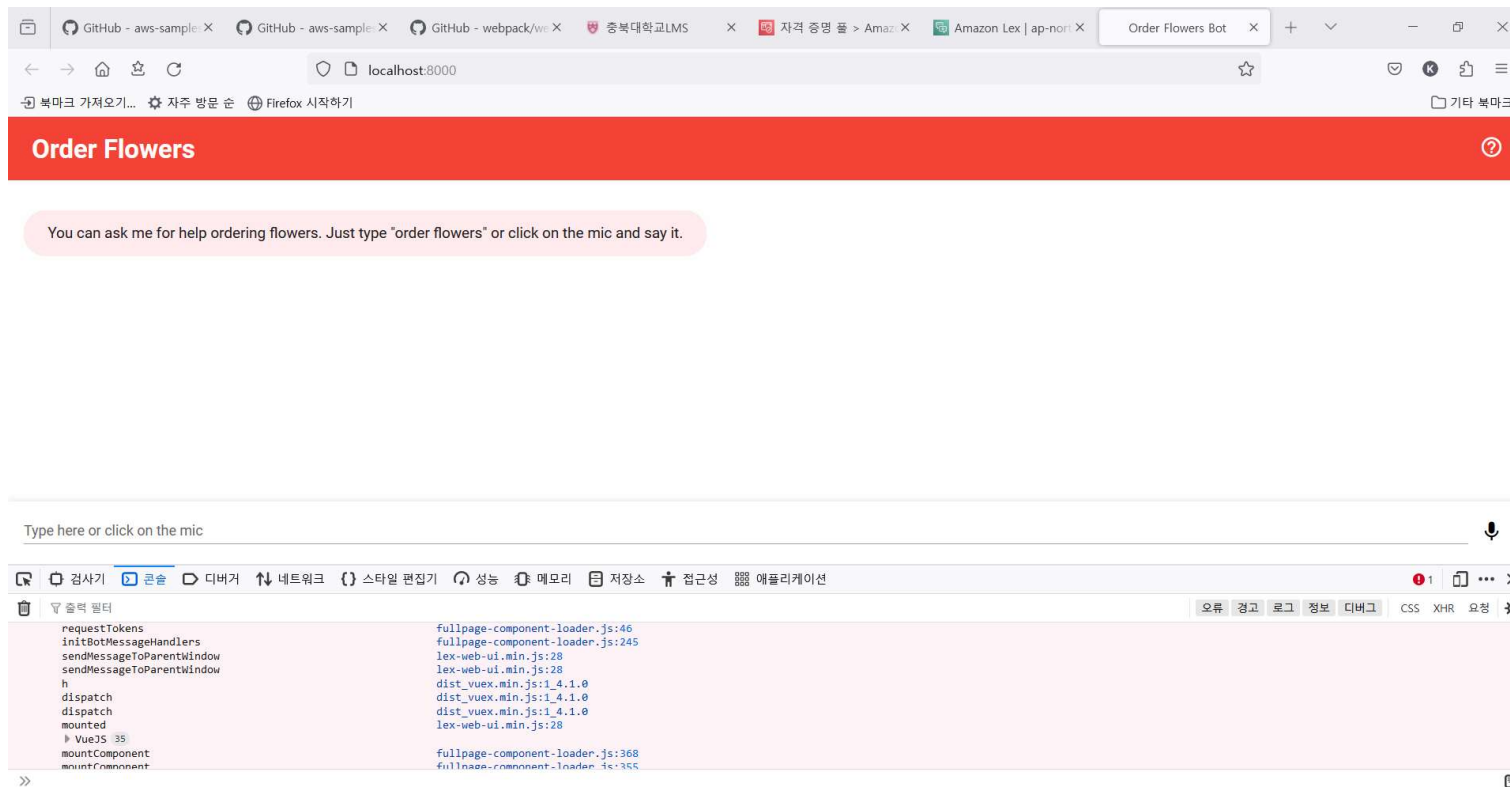 GitHub - aws-sample GitHub - aws-sample GitHub - webpack/we 충북대학교LMS 자격 증명 풀 > Amaz Amazon Lex | ap-nort Order Flowers Bot
localhost:8000 K
북마크 가져오기... 자주 방문 순 Firefox 시작하기 기타 북마크
Order Flowers
You can ask me for help ordering flowers. Just type "order flowers" or click on the mic and say it.
Type here or click on the mic
검사기 콘솔 디버거 네트워크 {} 스타일 편집기 성능 메모리 저장소 접근성 애플리케이션 1
출력 필터 오류 경고 로그 정보 디버그 CSS XHR 요청
requestTokens fullpage-component-loader.js:46
initBotMessageHandlers fullpage-component-loader.js:245
sendMessageToParentWindow lex-web-ui.min.js:28
sendMessageToParentWindow lex-web-ui.min.js:28
h dist_vuex.min.js:1_4.1.0
dispatch dist_vuex.min.js:1_4.1.0
dispatch dist_vuex.min.js:1_4.1.0
mounted lex-web-ui.min.js:28
VueJS 35
mountComponent fullpage-component-loader.js:368
mountComponent fullpage-component-loader.js:355